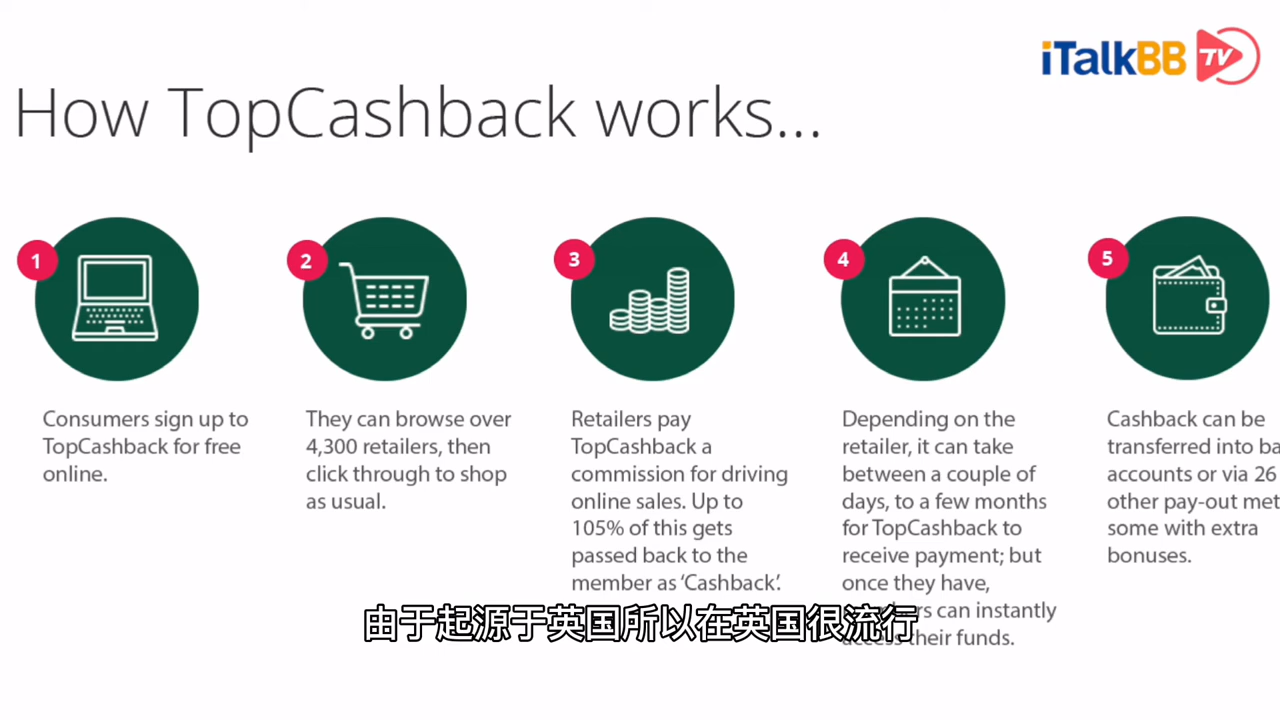 iTalkBB TV
How TopCashback works...
1
2
3
4
5
Consumers sign up to
TopCashback for free
online.
They can browse over
4,300 retailers, then
click through to shop
as usual.
Retailers pay
TopCashback a
commission for driving
online sales. Up to
105% of this gets
passed back to the
member as ‘Cashback’.
Depending on the
retailer, it can take
between a couple of
days, to a few months
for TopCashback to
receive payment; but
once they have,
can instantly
their funds.
Cashback can be
transferred into
accounts or via 26
other pay-out
some with extra
bonuses.
由于起源于英国所以在英国很流行